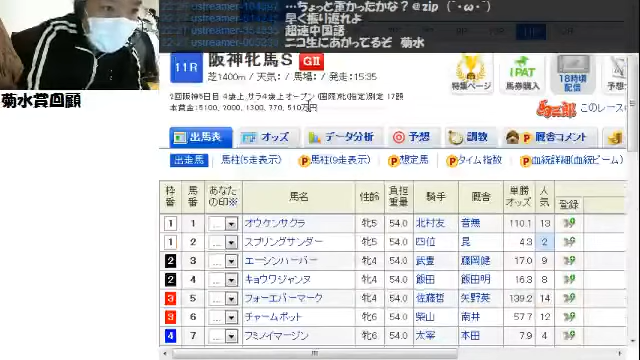 …ちょっと重かったかな？＠zip (｀･ω･´)
早く振り返れよ
超速中国語
ニコ生にあがってるぞ 菊水
菊水賞回顧
11R
阪神牝馬S GII
芝1400m / 天気： / 馬場： / 発走：15:35
特集ページ
IPAT
馬券購入
18時頃
配信
このレース
出馬表
オッズ
データ分析
予想
調教
厩舎コメント
出走馬
馬柱(5走表示)
馬柱(9走表示)
想定馬
タイム指数
血統詳細(血統ビーム)
枠番 馬番 あなたの印※ 馬名 性齢 負担重量 騎手 厩舎 単勝オッズ 人気 登録
1 1 ... オウケンサクラ 牝5 54.0 北村友 音無 110.1 13
1 2 ... スプリングサンダー 牝5 54.0 四位 昆 4.3 2
2 3 ... エーシンハーバー 牝4 54.0 武豊 藤岡健 17.0 9
2 4 ... キョウワジャンヌ 牝4 54.0 飯田 飯田明 16.3 8
3 5 ... フォーエバーマーク 牝4 54.0 佐藤哲 矢野英 139.2 14
3 6 ... チャームポット 牝6 54.0 柴山 南井 57.7 12
4 7 ... フミノイマージン 牝6 54.0 太宰 本田 7.9 4